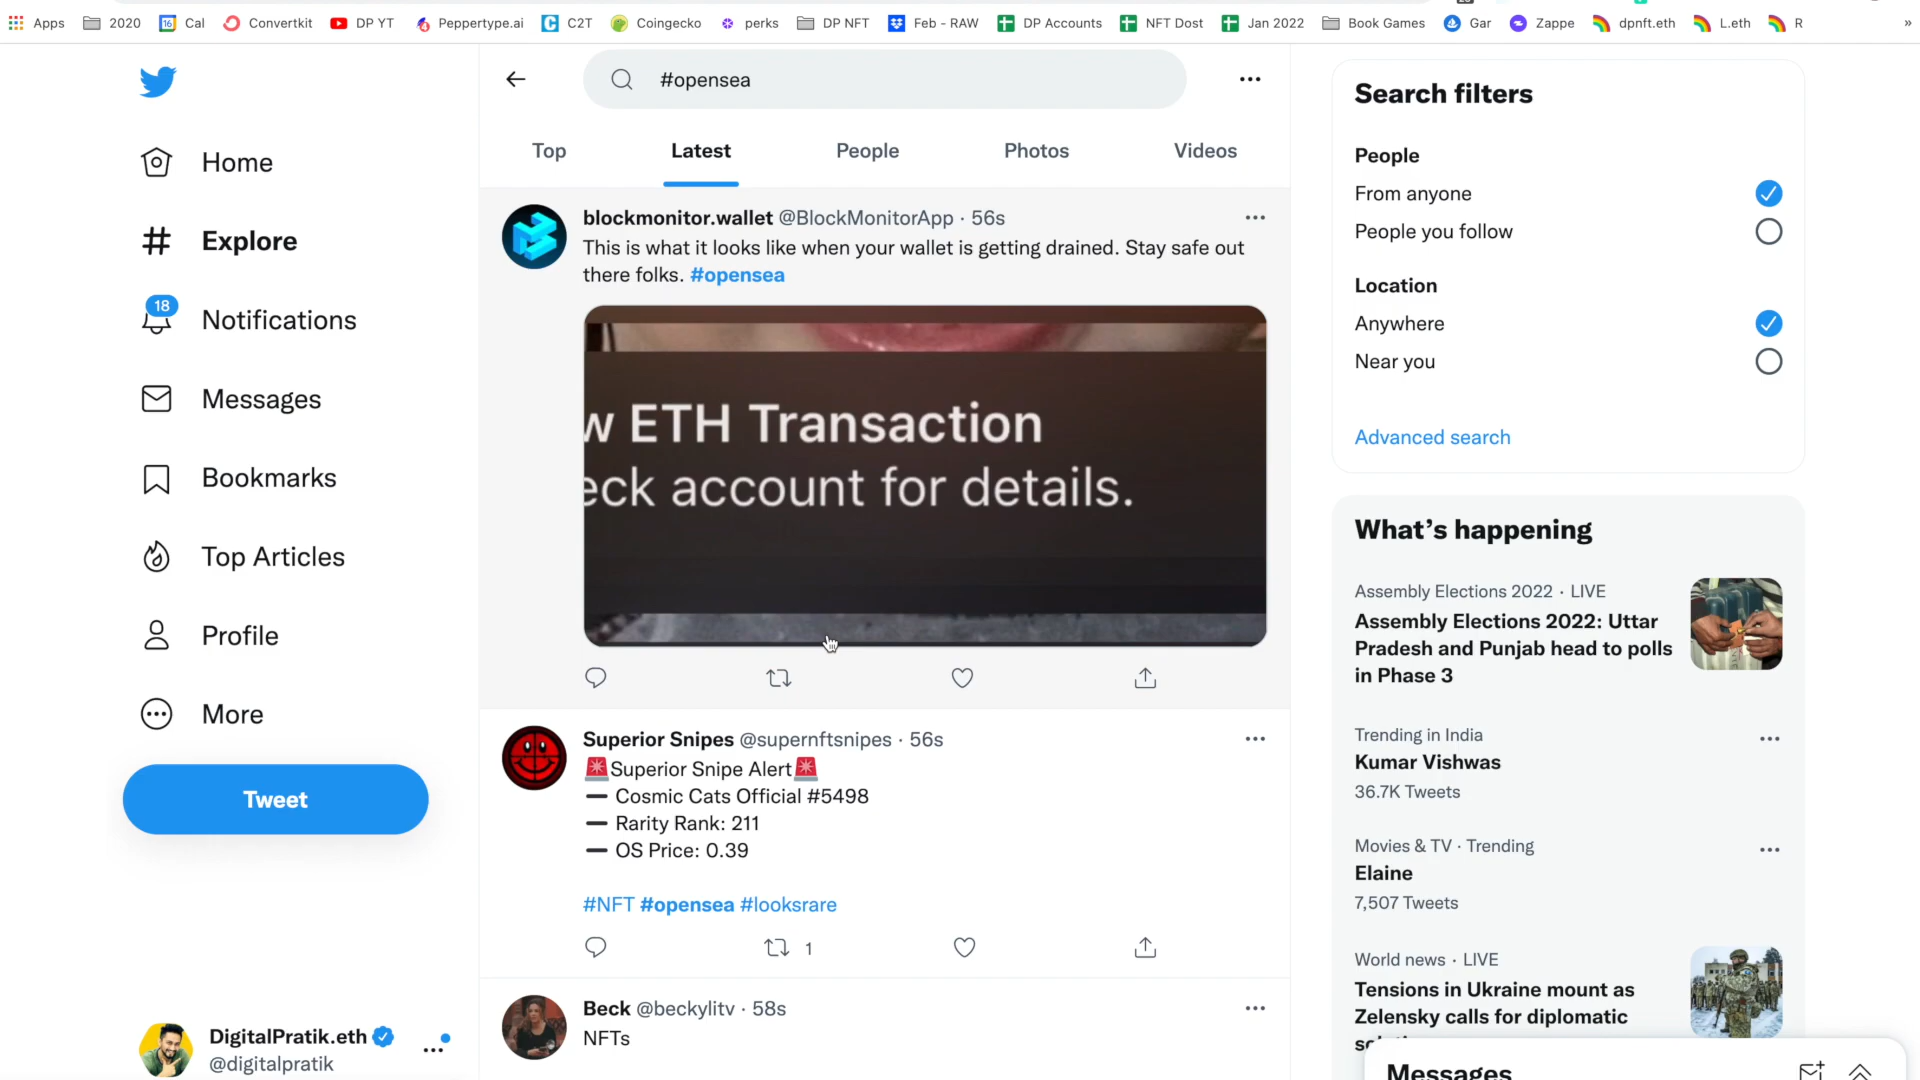 Apps 2020 Cal Convertkit DP YT Peppertype.ai C2T Coingecko perks DP NFT Feb - RAW DP Accounts NFT Dost Jan 2022 Book Games Gar Zappe dpnft.eth L.eth R »
16
#opensea
Home
Explore
18
Notifications
Messages
Bookmarks
Top Articles
Profile
More
Tweet
DigitalPratik.eth
@digitalpratik
Top Latest People Photos Videos
blockmonitor.wallet @BlockMonitorApp · 56s
This is what it looks like when your wallet is getting drained. Stay safe out
there folks. #opensea
w ETH Transaction
eck account for details.
Superior Snipes @supernftsnipes · 56s
Superior Snipe Alert
— Cosmic Cats Official #5498
— Rarity Rank: 211
— OS Price: 0.39
#NFT #opensea #looksrare
1
Beck @beckylitv · 58s
NFTs
Search filters
People
From anyone
People you follow
Location
Anywhere
Near you
Advanced search
What's happening
Assembly Elections 2022 · LIVE
Assembly Elections 2022: Uttar
Pradesh and Punjab head to polls
in Phase 3
Trending in India
Kumar Vishwas
36.7K Tweets
Movies & TV · Trending
Elaine
7,507 Tweets
World news · LIVE
Tensions in Ukraine mount as
Zelensky calls for diplomatic
Messages